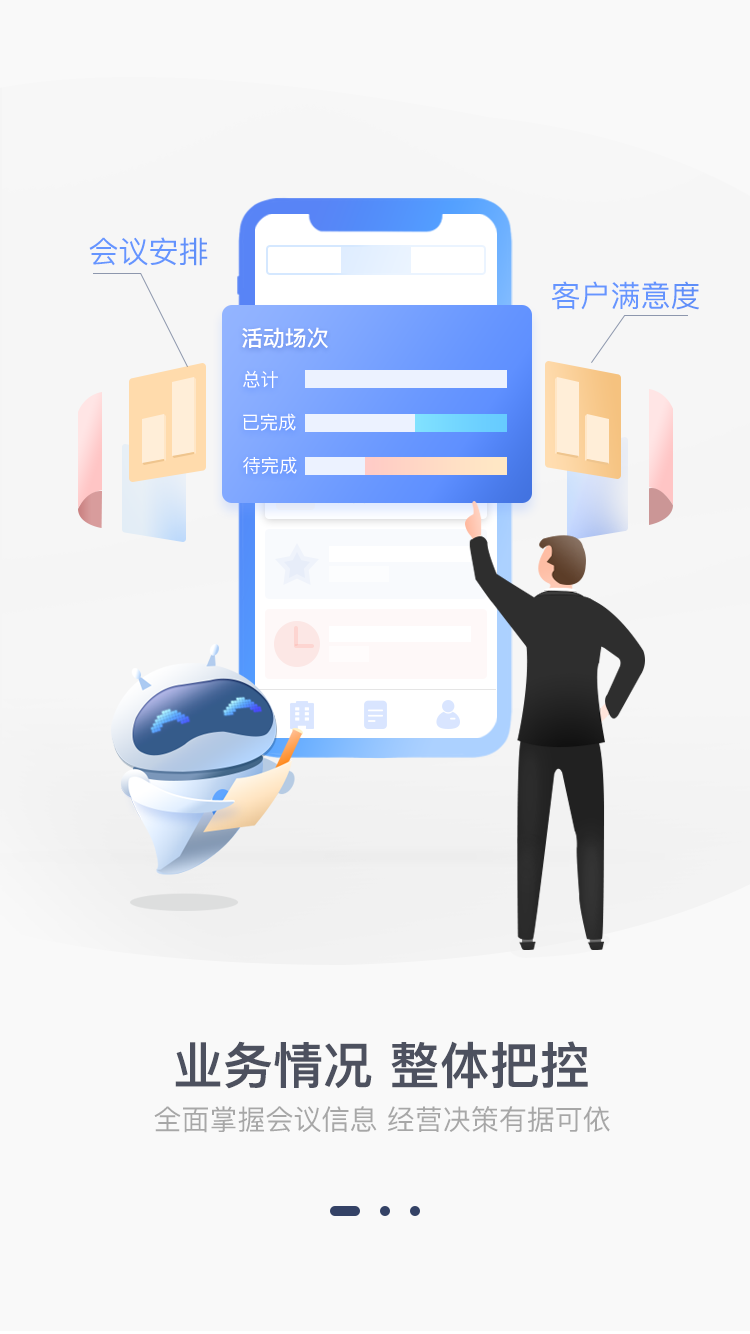 会议安排
客户满意度
活动场次
总计
已完成
待完成
业务情况 整体把控
全面掌握会议信息 经营决策有据可依